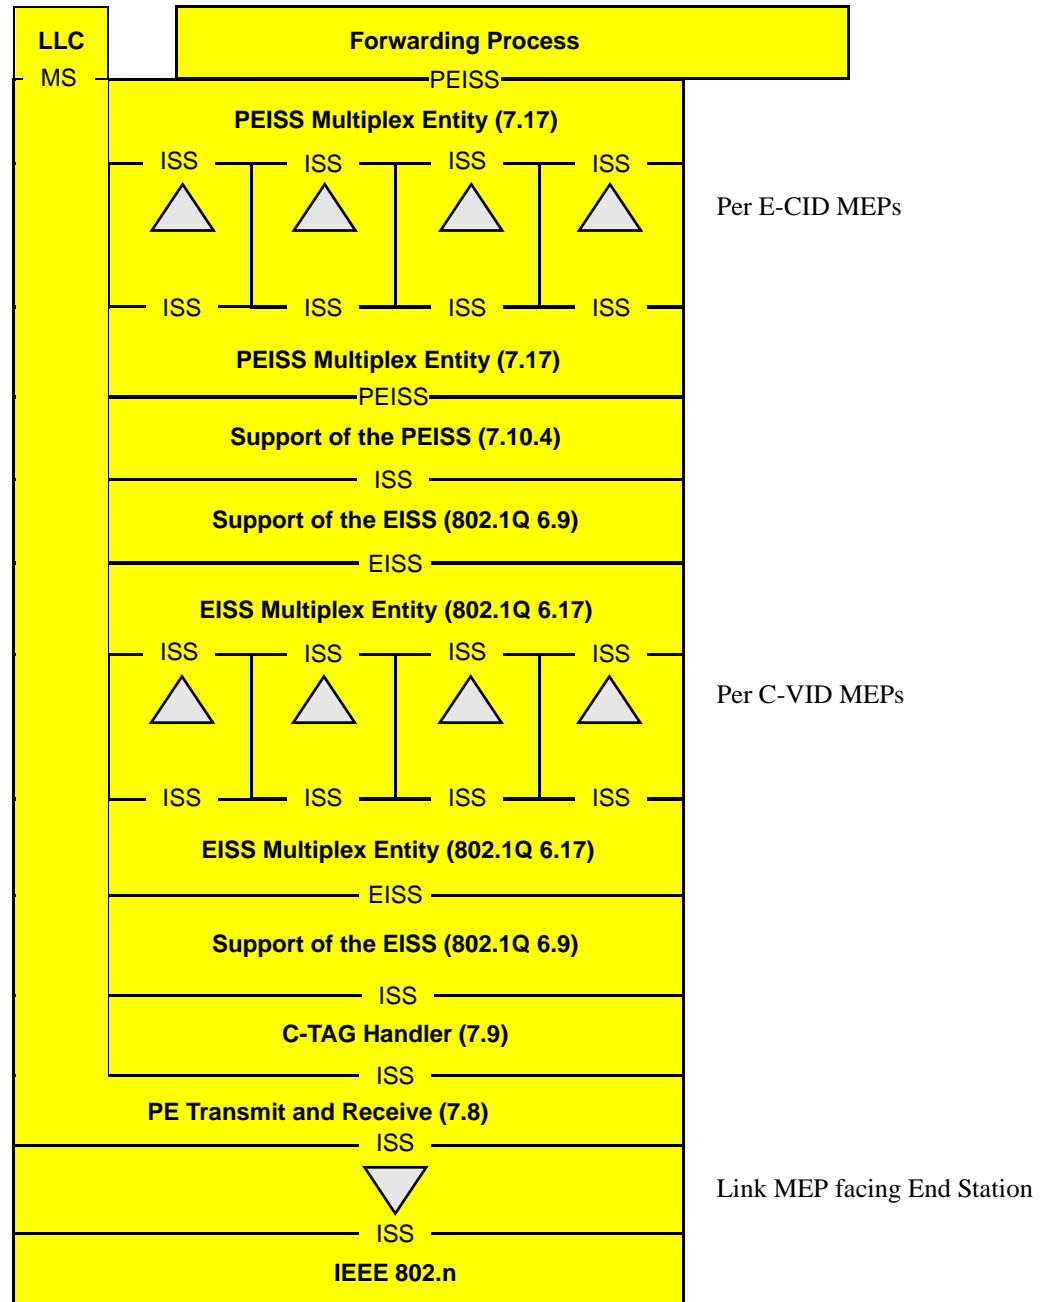 LLC Forwarding Process
MS PEISS
PEISS Multiplex Entity (7.17)
ISS ISS ISS ISS
Per E-CID MEPs
ISS ISS ISS ISS
PEISS Multiplex Entity (7.17)
PEISS
Support of the PEISS (7.10.4)
ISS
Support of the EISS (802.1Q 6.9)
EISS
EISS Multiplex Entity (802.1Q 6.17)
ISS ISS ISS ISS
Per C-VID MEPs
ISS ISS ISS ISS
EISS Multiplex Entity (802.1Q 6.17)
EISS
Support of the EISS (802.1Q 6.9)
ISS
C-TAG Handler (7.9)
ISS
PE Transmit and Receive (7.8)
ISS
Link MEP facing End Station
ISS
IEEE 802.n